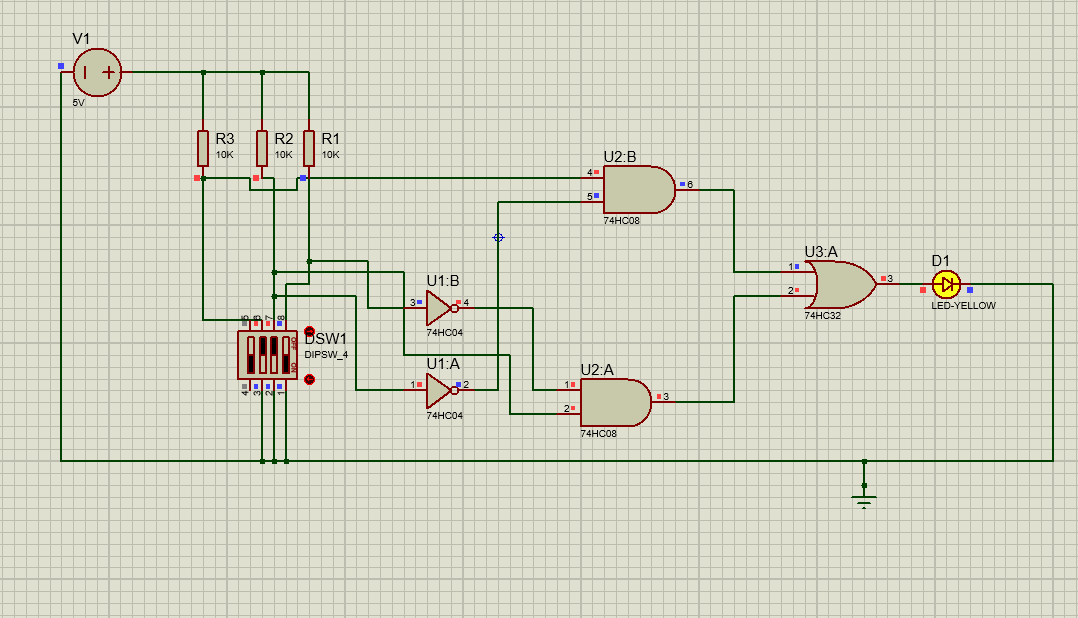 V1
5V
R3
10K
R2
10K
R1
10K
U2:B
4
5
6
74HC08
U3:A
1
2
3
74HC32
D1
LED-YELLOW
U1:B
3
4
74HC04
5
6
7
8
OFF
ON
DSW1
DIPSW_4
4
3
2
1
U1:A
1
2
74HC04
U2:A
1
2
3
74HC08